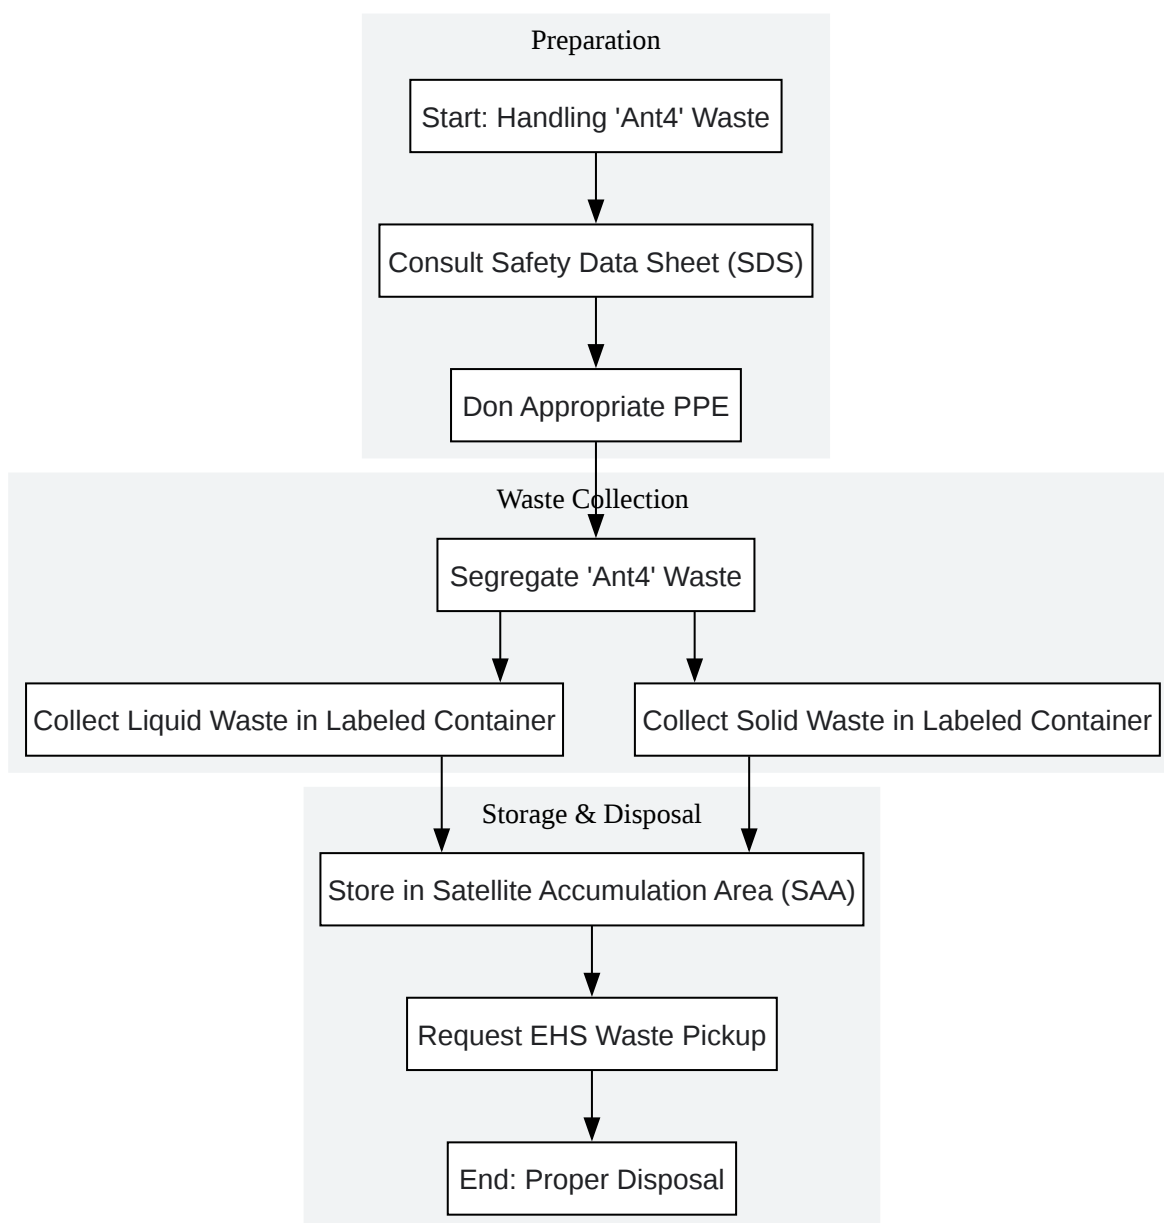 Preparation
Start: Handling 'Ant4' Waste
Consult Safety Data Sheet (SDS)
Don Appropriate PPE
Waste Collection
Segregate 'Ant4' Waste
Collect Liquid Waste in Labeled Container
Collect Solid Waste in Labeled Container
Storage & Disposal
Store in Satellite Accumulation Area (SAA)
Request EHS Waste Pickup
End: Proper Disposal